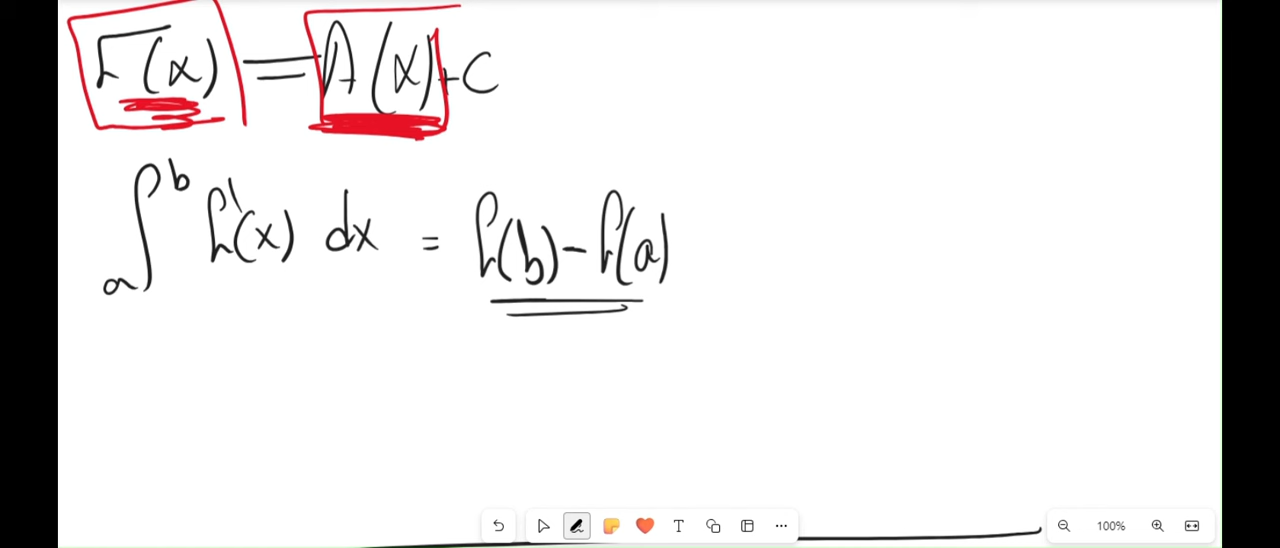 F(x) = A(x) + C
∫ₐᵇ f'(x) dx = f(b) - f(a)
T
100%